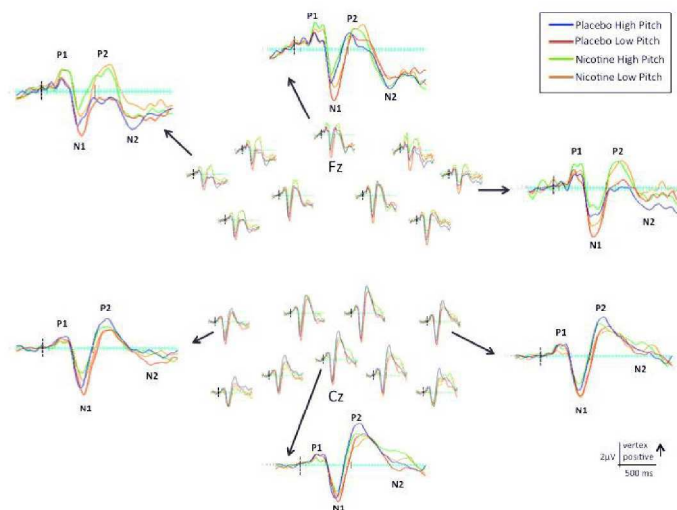 P1
P2
N1
N2
P1
P2
N1
N2
Placebo High Pitch
Placebo Low Pitch
Nicotine High Pitch
Nicotine Low Pitch
Fz
P1
P2
N1
N2
P1
P2
N1
N2
Cz
P1
P2
N1
N2
P1
P2
N1
N2
2µV
vertex
positive
500 ms